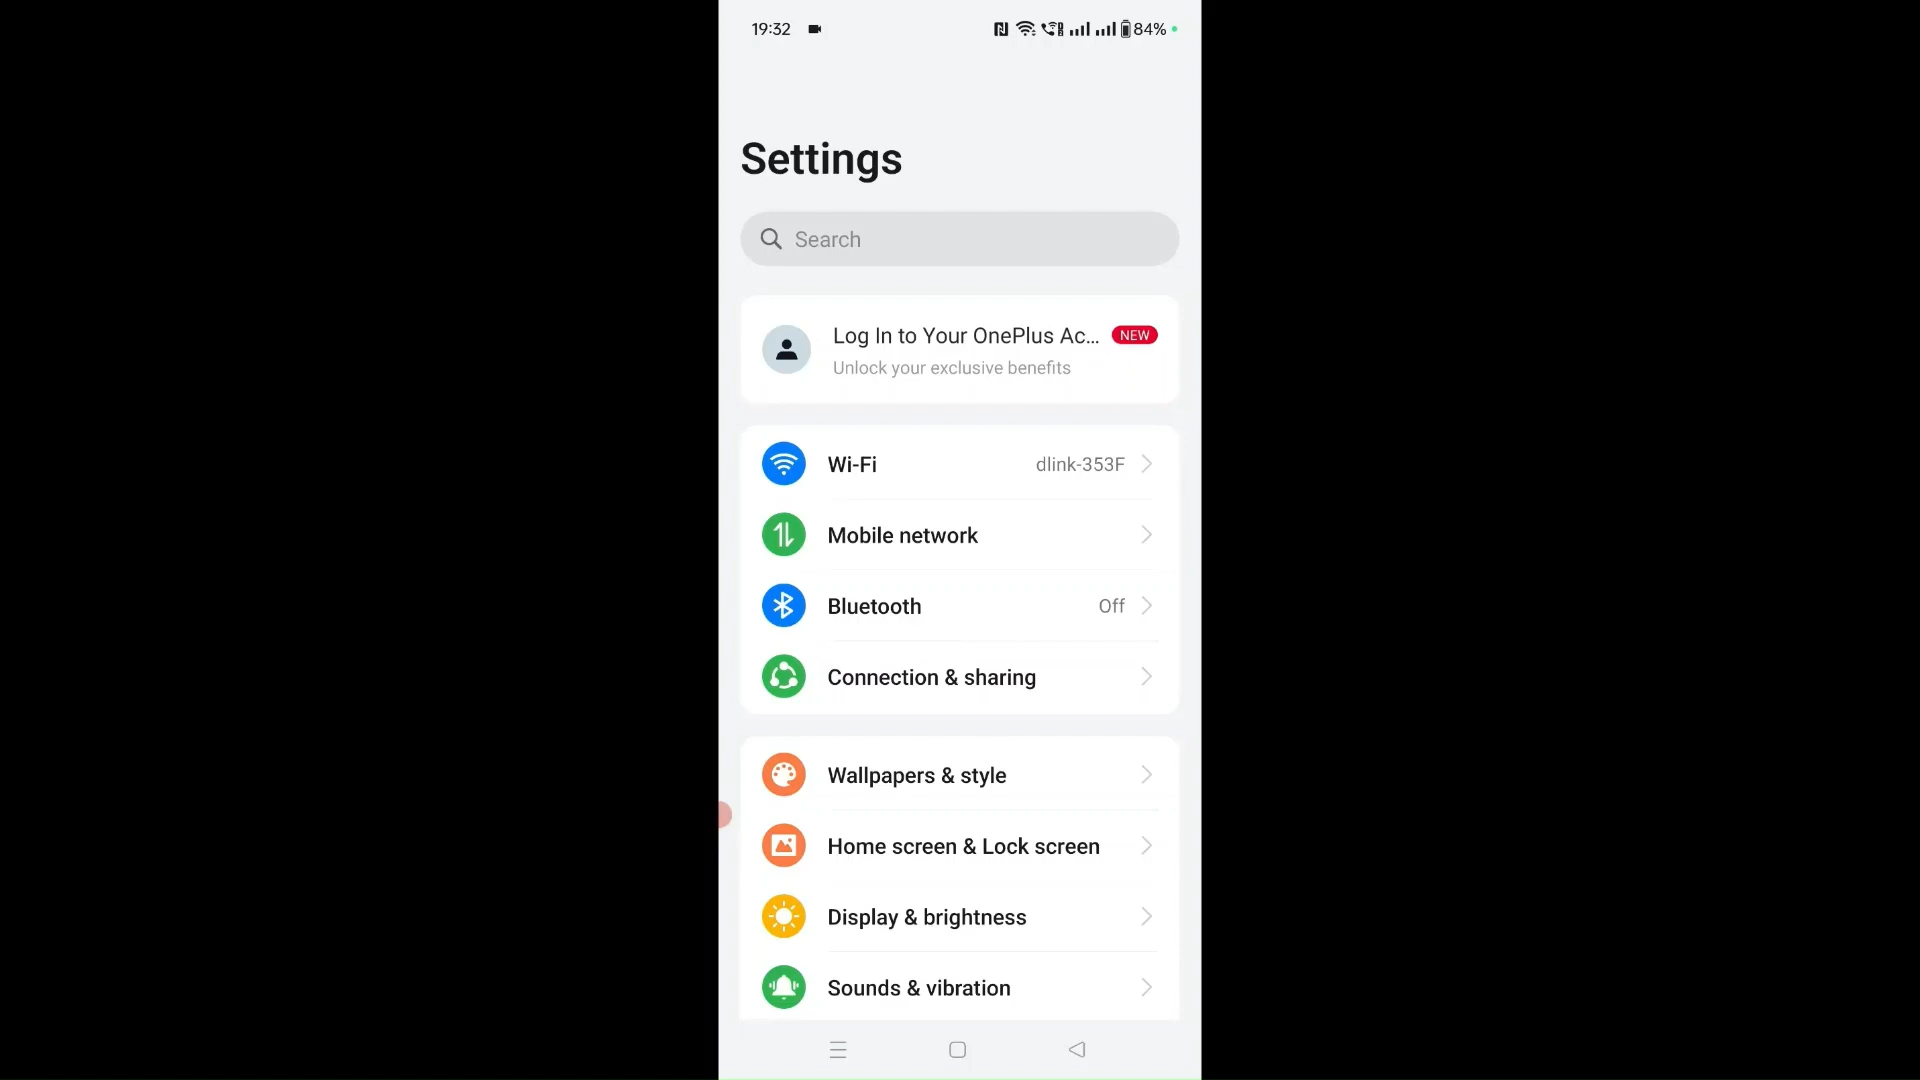 19:32
84%
Settings
Search
Log In to Your OnePlus Ac... NEW
Unlock your exclusive benefits
Wi-Fi dlink-353F
Mobile network
Bluetooth Off
Connection & sharing
Wallpapers & style
Home screen & Lock screen
Display & brightness
Sounds & vibration